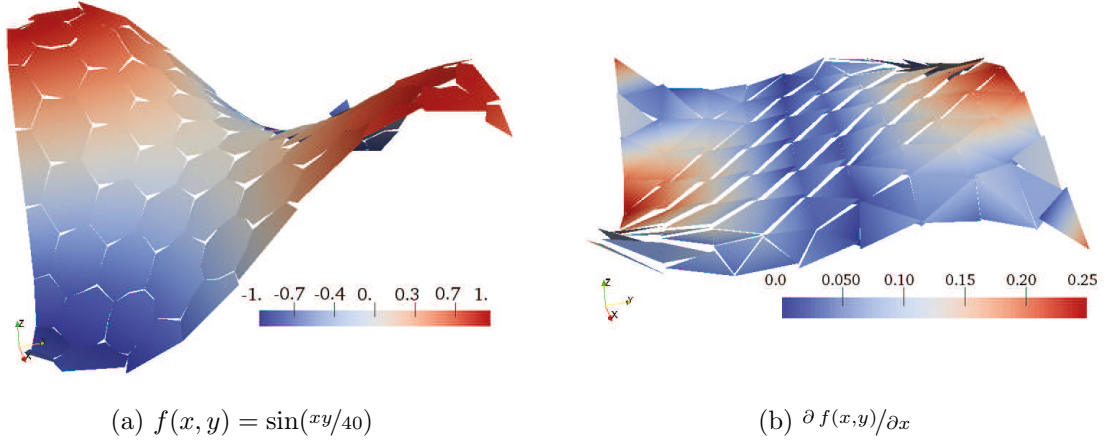 -1. -0.7 -0.4 0. 0.3 0.7 1.
Z
Y
X
0.0 0.050 0.10 0.15 0.20 0.25
Z
Y
X
(a) f(x, y) = sin(xy/40)
(b) ∂ f(x,y)/∂x